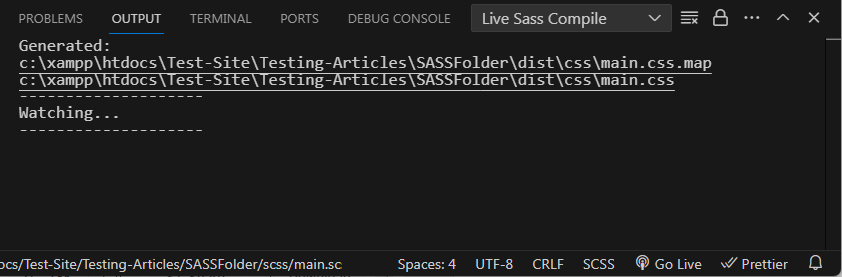 PROBLEMS OUTPUT TERMINAL PORTS DEBUG CONSOLE Live Sass Compile
Generated:
c:\xampp\htdocs\Test-Site\Testing-Articles\SASSFolder\dist\css\main.css.map
c:\xampp\htdocs\Test-Site\Testing-Articles\SASSFolder\dist\css\main.css
--------------------
Watching...
--------------------
ocs/Test-Site/Testing-Articles/SASSFolder/scss/main.sc Spaces: 4 UTF-8 CRLF SCSS Go Live Prettier